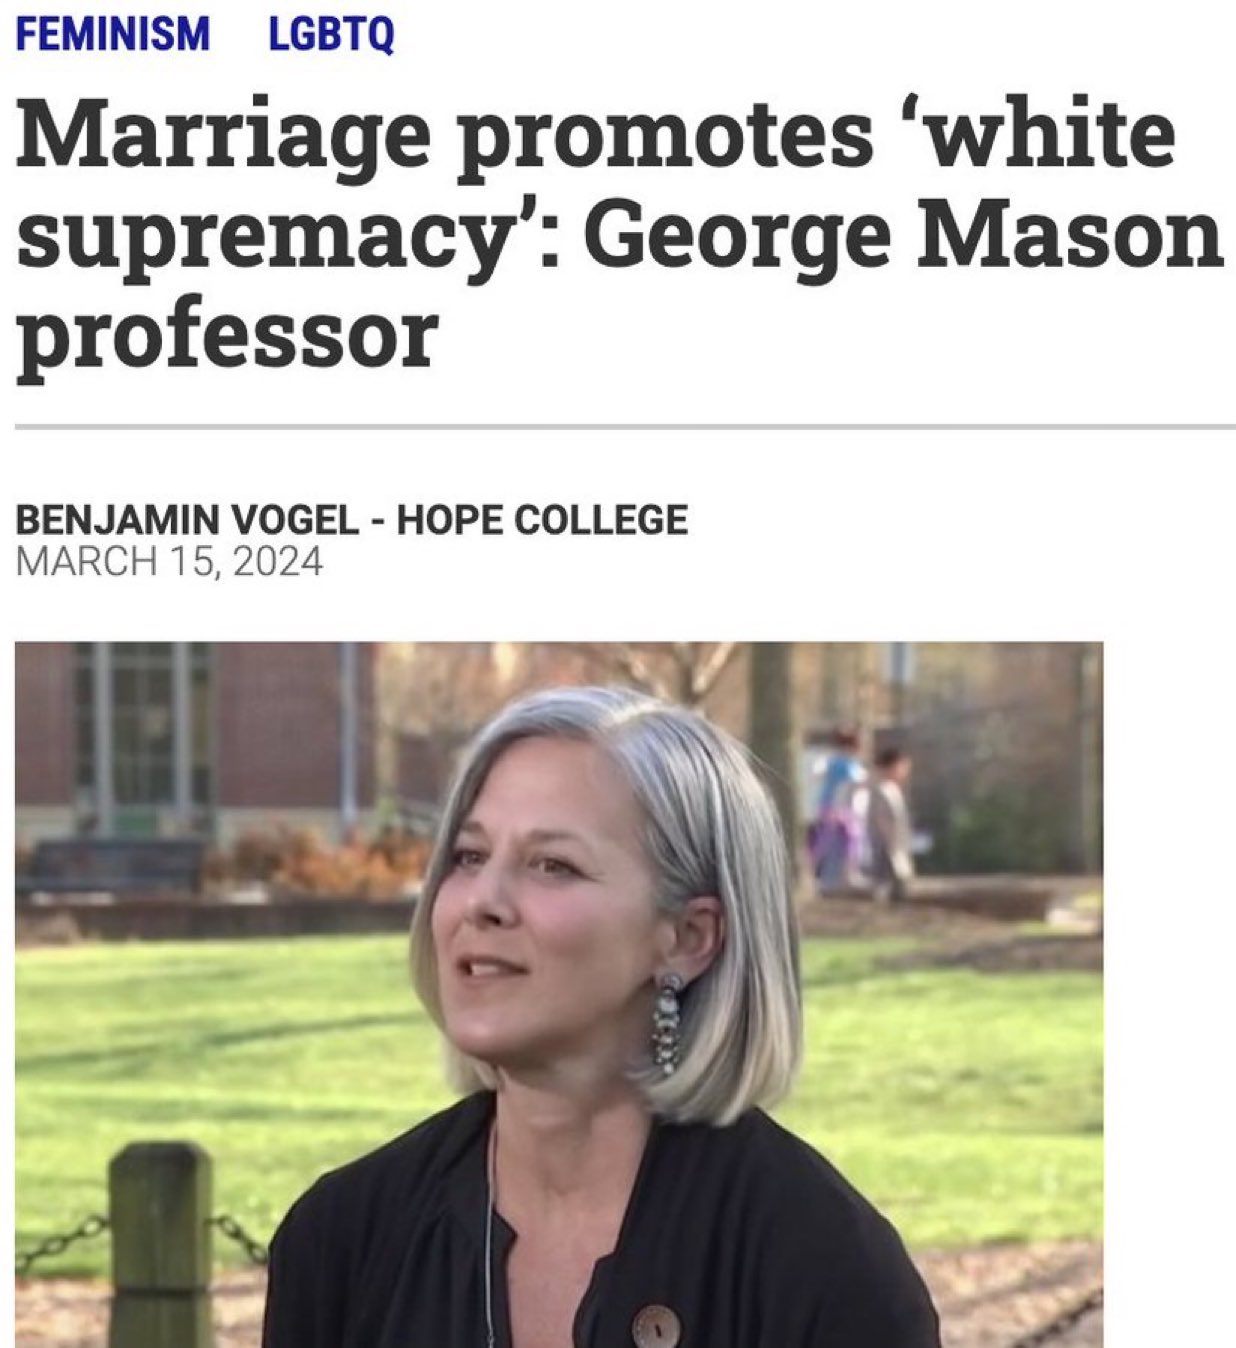 FEMINISM LGBTQ
Marriage promotes ‘white
supremacy’: George Mason
professor
BENJAMIN VOGEL - HOPE COLLEGE
MARCH 15, 2024